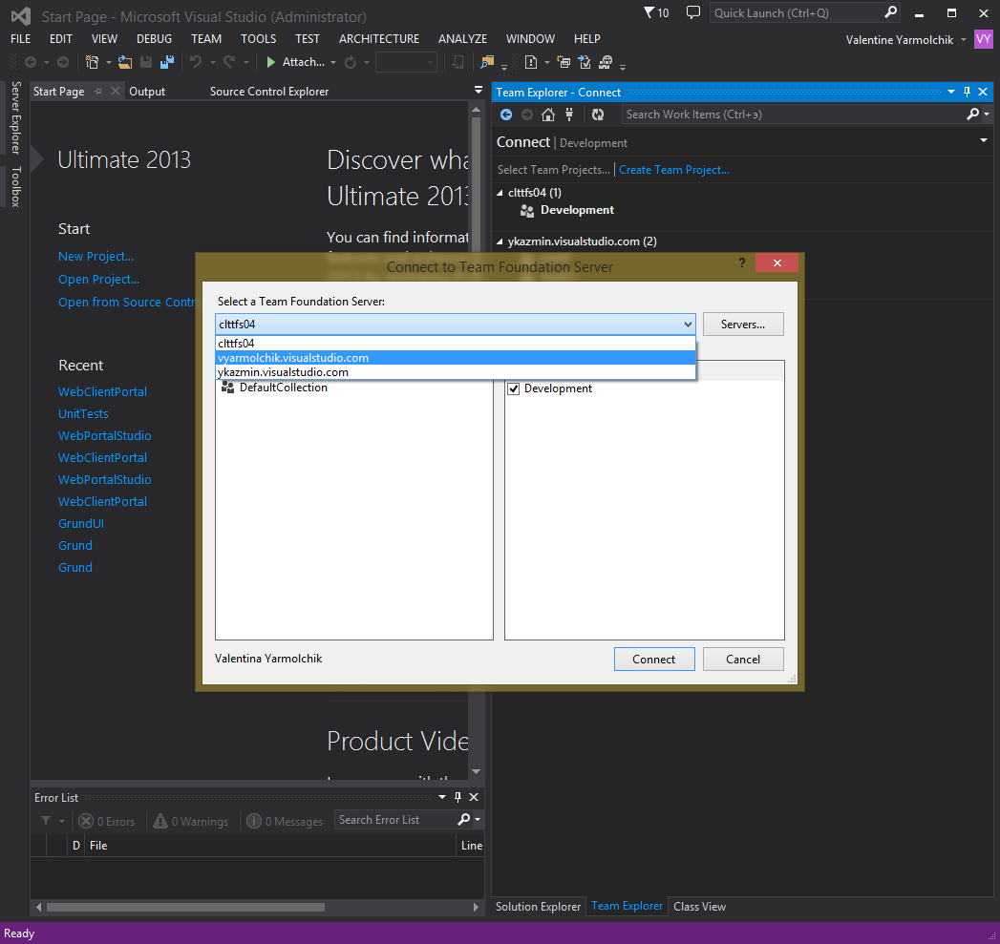 Start Page - Microsoft Visual Studio (Administrator)
10
Quick Launch (Ctrl+Q)
FILE EDIT VIEW DEBUG TEAM TOOLS TEST ARCHITECTURE ANALYZE WINDOW HELP
Valentine Yarmolchik
VY
Attach...
Server Explorer
Toolbox
Start Page
Output
Source Control Explorer
Ultimate 2013
Start
New Project...
Open Project...
Open from Source Contr
Recent
WebClientPortal
UnitTests
WebPortalStudio
WebClientPortal
WebPortalStudio
WebClientPortal
GrundUI
Grund
Grund
Discover wha
Ultimate 2013
You can find informat
Product Vide
Team Explorer - Connect
Search Work Items (Ctrl+э)
Connect | Development
Select Team Projects... | Create Team Project...
clttfs04 (1)
Development
ykazmin.visualstudio.com (2)
Connect to Team Foundation Server
?
Select a Team Foundation Server:
clttfs04
Servers...
clttfs04
vyarmolchik.visualstudio.com
ykazmin.visualstudio.com
DefaultCollection
Development
Valentina Yarmolchik
Connect
Cancel
Error List
0 Errors
0 Warnings
0 Messages
Search Error List
D File Line
Solution Explorer
Team Explorer
Class View
Ready